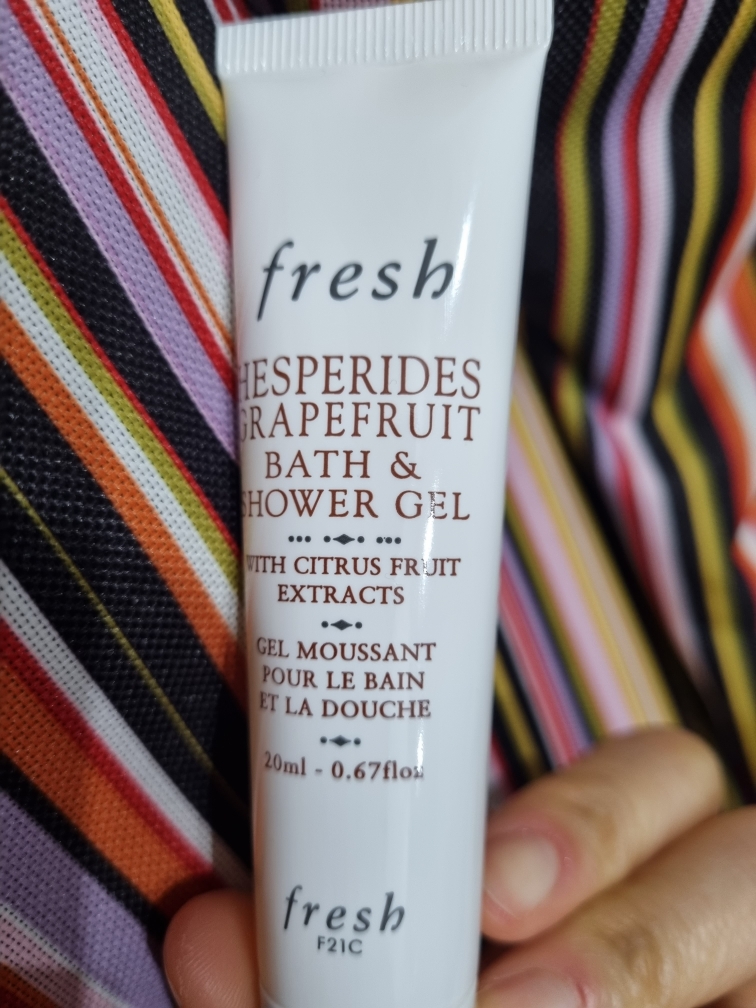 fresh
HESPERIDES
GRAPEFRUIT
BATH &
SHOWER GEL
WITH CITRUS FRUIT
EXTRACTS
GEL MOUSSANT
POUR LE BAIN
ET LA DOUCHE
20ml - 0.67floz
fresh
F21C